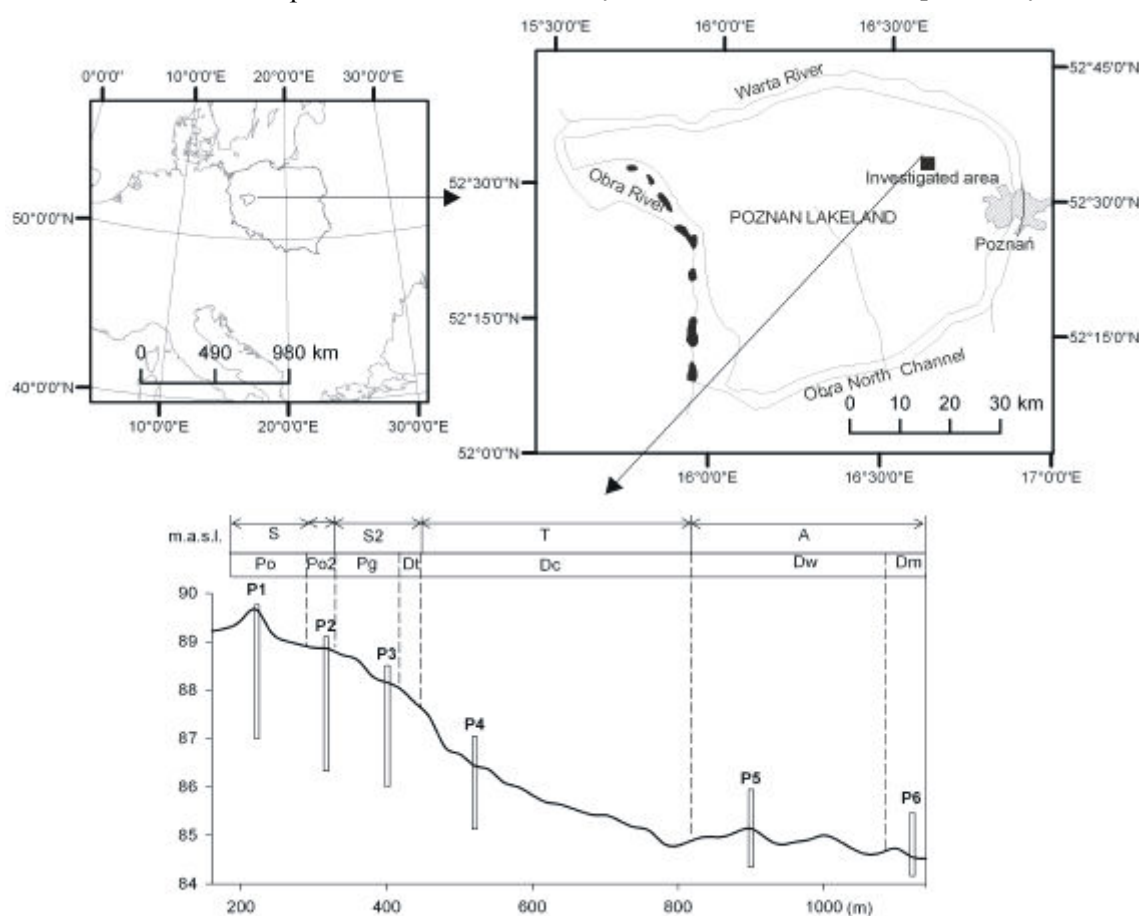 0°0'0" 10°0'0"E 20°0'0"E 30°0'0"E
50°0'0"N
40°0'0"N
0 490 980 km
10°0'0"E 20°0'0"E 30°0'0"E
15°30'0"E 16°0'0"E 16°30'0"E
52°45'0"N
Warta River
52°30'0"N
Obra River
Investigated area
52°30'0"N
POZNAN LAKELAND
Poznań
52°15'0"N
52°15'0"N
Obra North Channel
0 10 20 30 km
52°0'0"N
16°0'0"E 16°30'0"E 17°0'0"E
m.a.s.l. S S2 T A
Po Po2 Pg Dt Dc Dw Dm
90
P1
89
P2
P3
88
87
P4
86
P5
85
P6
84
200 400 600 800 1000 (m)